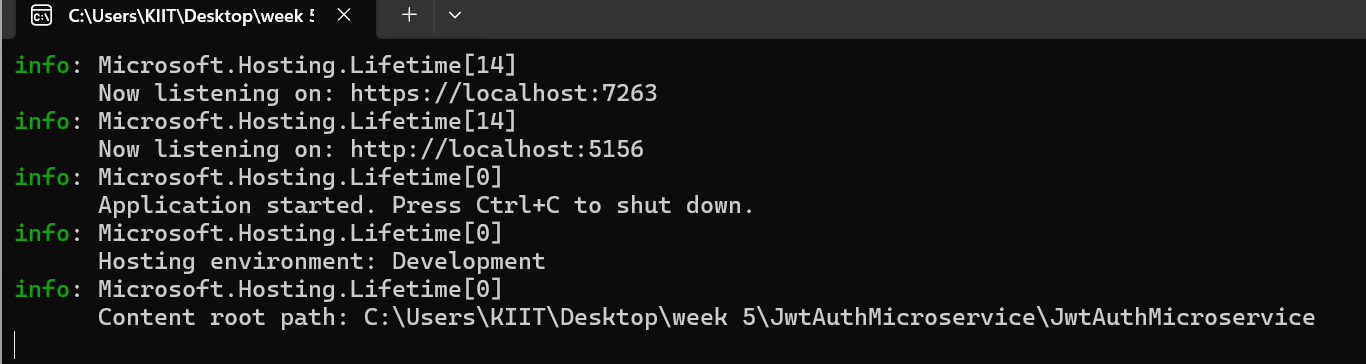 C:\Users\KIIT\Desktop\week 5
info: Microsoft.Hosting.Lifetime[14]
Now listening on: https://localhost:7263
info: Microsoft.Hosting.Lifetime[14]
Now listening on: http://localhost:5156
info: Microsoft.Hosting.Lifetime[0]
Application started. Press Ctrl+C to shut down.
info: Microsoft.Hosting.Lifetime[0]
Hosting environment: Development
info: Microsoft.Hosting.Lifetime[0]
Content root path: C:\Users\KIIT\Desktop\week 5\JwtAuthMicroservice\JwtAuthMicroservice